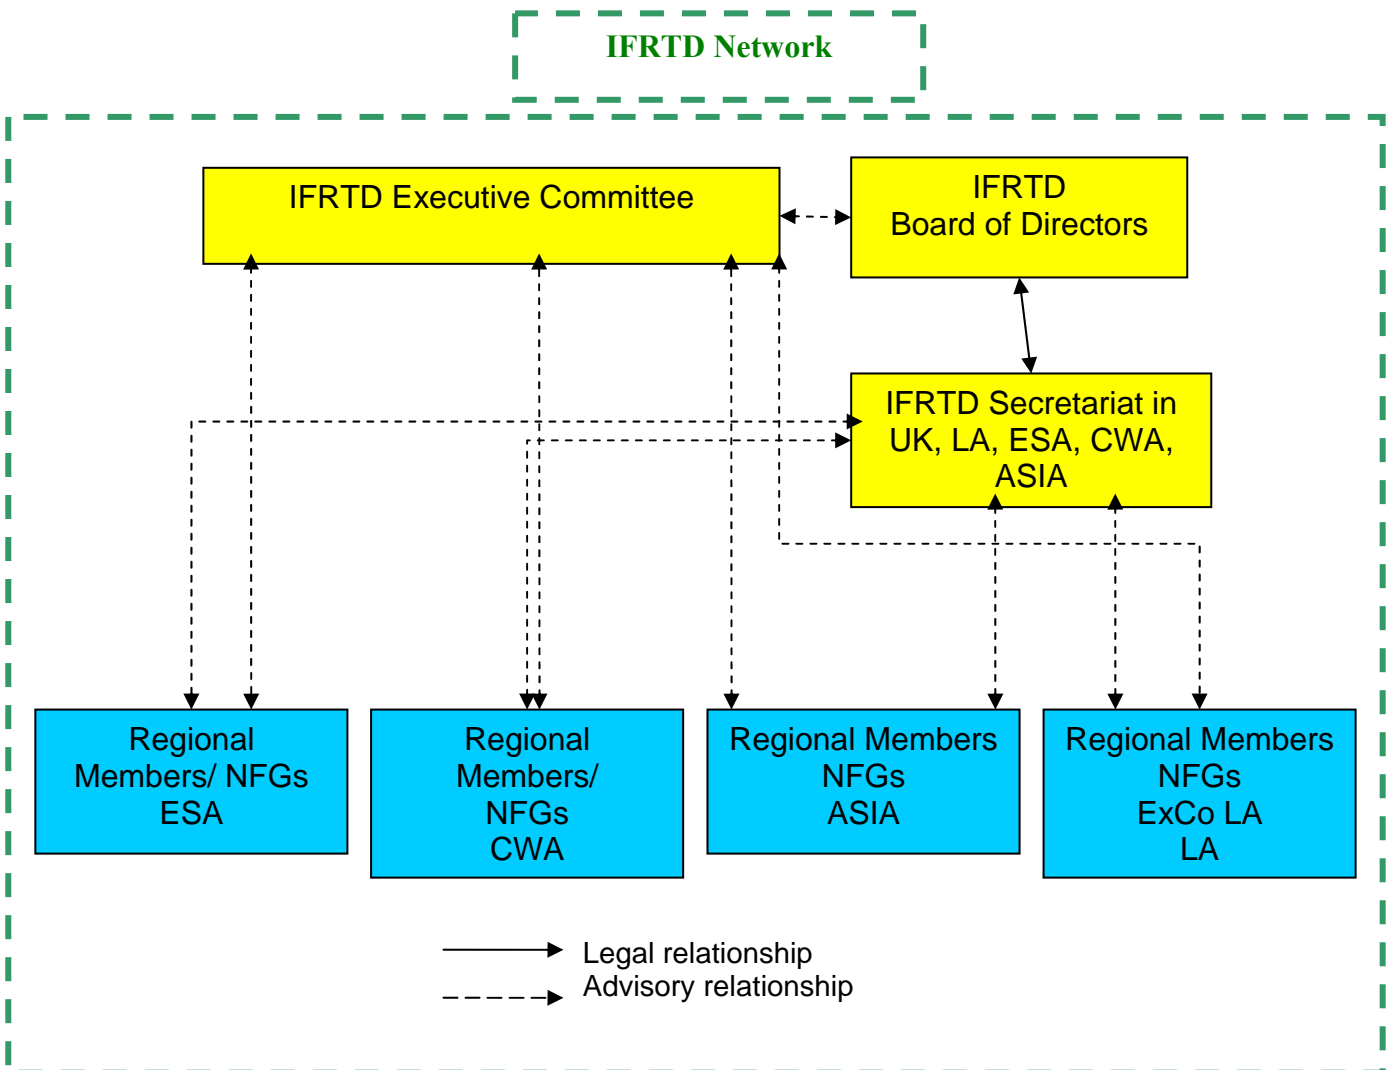 IFRTD Network
IFRTD Executive Committee
IFRTD
Board of Directors
IFRTD Secretariat in
UK, LA, ESA, CWA,
ASIA
Regional
Members/ NFGs
ESA
Regional
Members/
NFGs
CWA
Regional Members
NFGs
ASIA
Regional Members
NFGs
ExCo LA
LA
Legal relationship
Advisory relationship